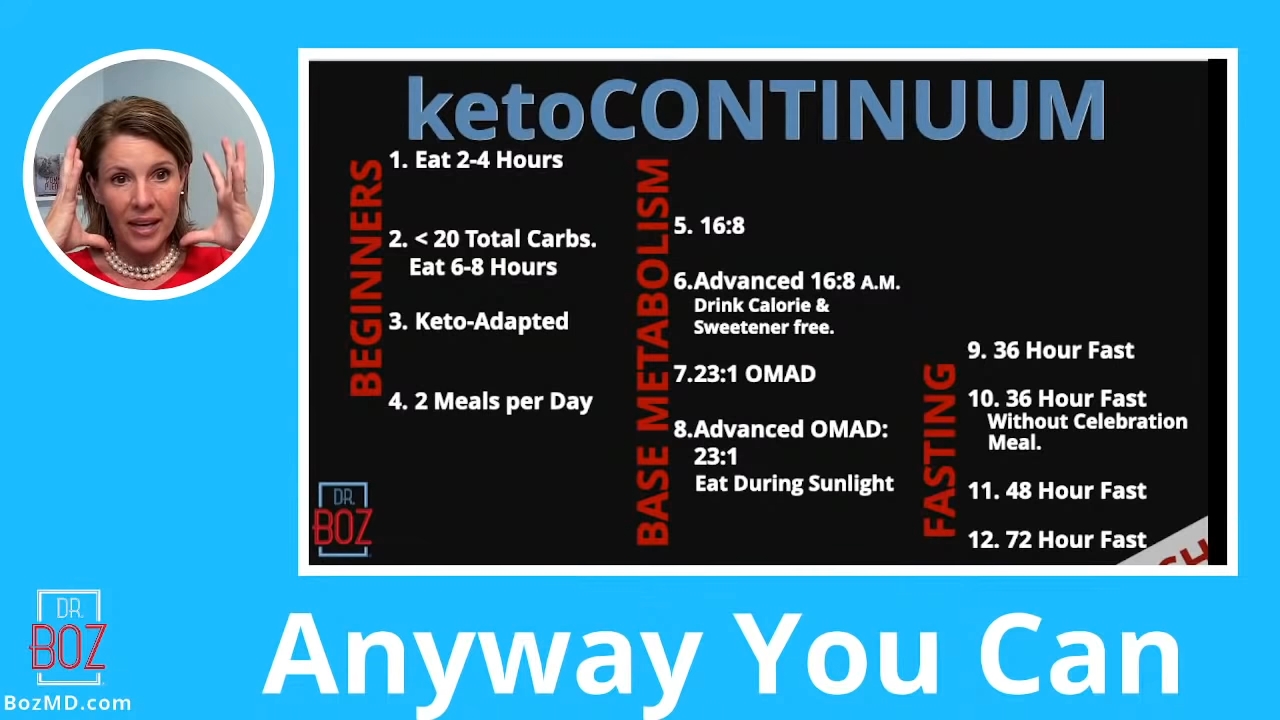 ketoCONTINUUM
BEGINNERS
1. Eat 2-4 Hours
2. < 20 Total Carbs.
Eat 6-8 Hours
3. Keto-Adapted
4. 2 Meals per Day
BASE METABOLISM
5. 16:8
6.Advanced 16:8 A.M.
Drink Calorie &
Sweetener free.
7.23:1 OMAD
8.Advanced OMAD:
23:1
Eat During Sunlight
FASTING
9. 36 Hour Fast
10. 36 Hour Fast
Without Celebration
Meal.
11. 48 Hour Fast
12. 72 Hour Fast
DR.
BOZ
DR.
BOZ
BozMD.com
Anyway You Can